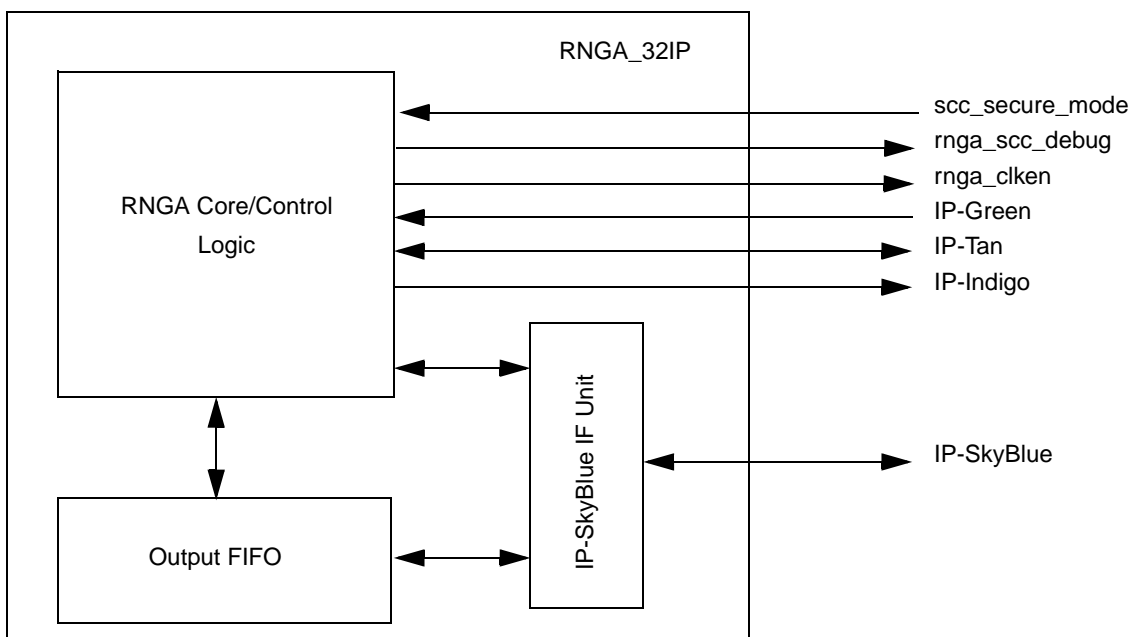 RNGA_32IP
RNGA Core/Control
Logic
scc_secure_mode
rnga_scc_debug
rnga_clken
IP-Green
IP-Tan
IP-Indigo
IP-SkyBlue IF Unit
IP-SkyBlue
Output FIFO